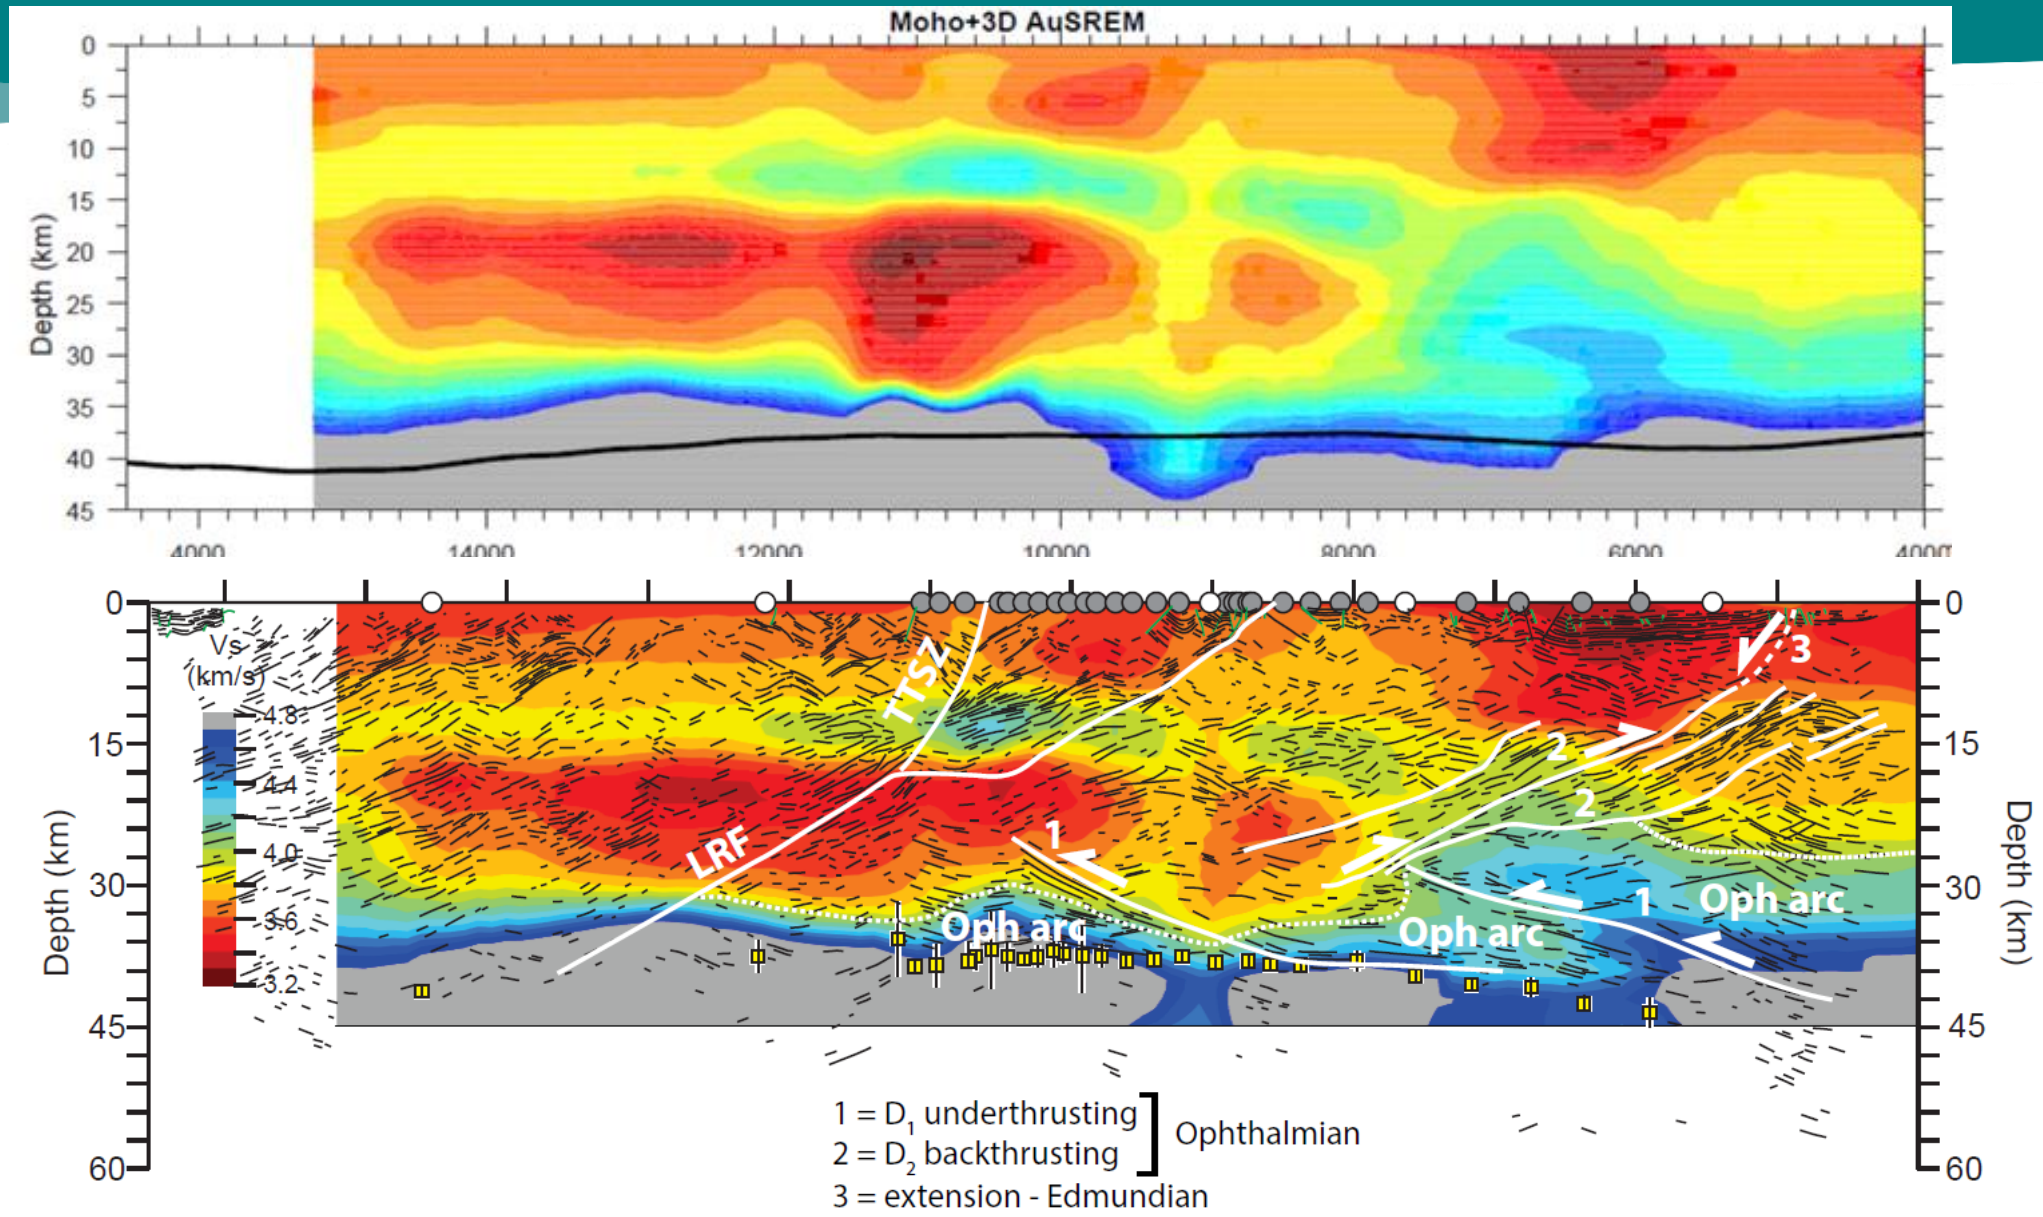 Moho+3D AuSREM
0
5
10
15
20
25
30
35
40
45
Depth (km)
4000 14000 12000 10000 8000 6000 4000
0
15
30
45
60
Depth (km)
Vs
(km/s)
4.8
4.4
4.0
3.6
3.2
TTSZ
LRF
1
2
2
3
1
Oph arc
Oph arc
Oph arc
0
15
30
45
60
Depth (km)
1 = D1 underthrusting
2 = D2 backthrusting
Ophthalmian
3 = extension - Edmundian